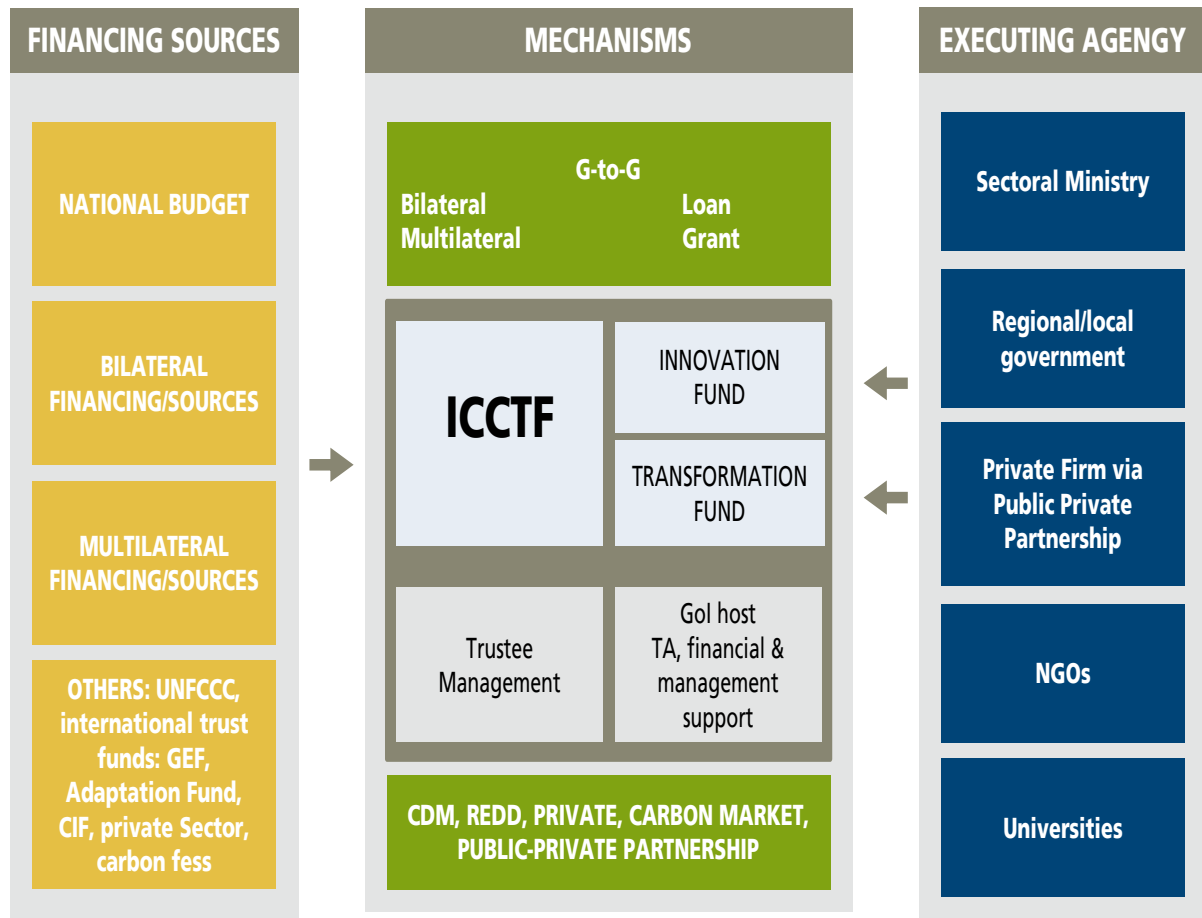 FINANCING SOURCES
NATIONAL BUDGET
BILATERAL
FINANCING/SOURCES
MULTILATERAL
FINANCING/SOURCES
OTHERS: UNFCCC,
international trust
funds: GEF,
Adaptation Fund,
CIF, private Sector,
carbon fess
MECHANISMS
G-to-G
Bilateral Loan
Multilateral Grant
ICCTF
INNOVATION
FUND
TRANSFORMATION
FUND
Trustee
Management
GoI host
TA, financial &
management
support
CDM, REDD, PRIVATE, CARBON MARKET,
PUBLIC-PRIVATE PARTNERSHIP
EXECUTING AGENGY
Sectoral Ministry
Regional/local
government
Private Firm via
Public Private
Partnership
NGOs
Universities